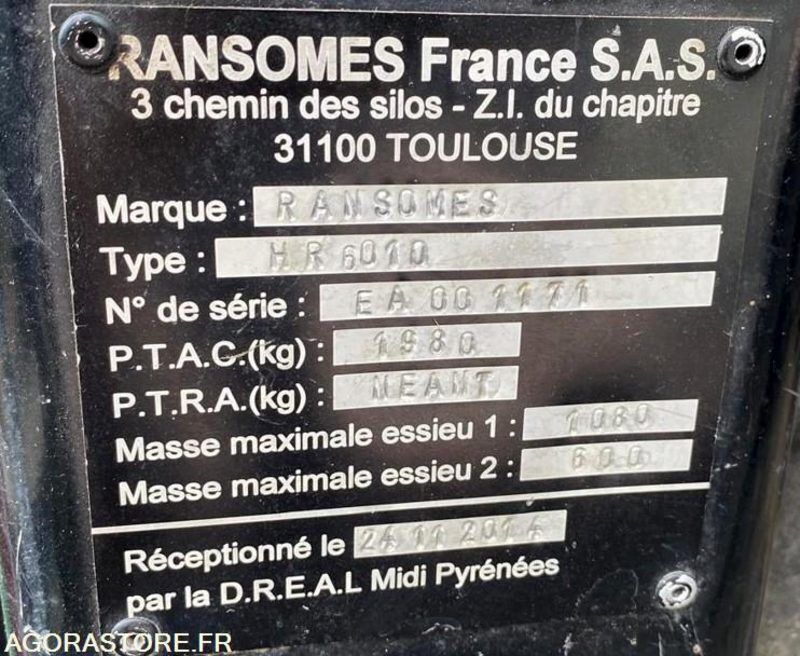 RANSOMES France S.A.S.
3 chemin des silos - Z.I. du chapitre
31100 TOULOUSE
Marque : RANSOMES
Type : HR 6010
N° de série : EA 001171
P.T.A.C.(kg) : 1980
P.T.R.A.(kg) : NEANT
Masse maximale essieu 1 : 1080
Masse maximale essieu 2 : 600
Réceptionné le 24 11 2014
par la D.R.E.A.L Midi Pyrénées
AGORASTORE.FR